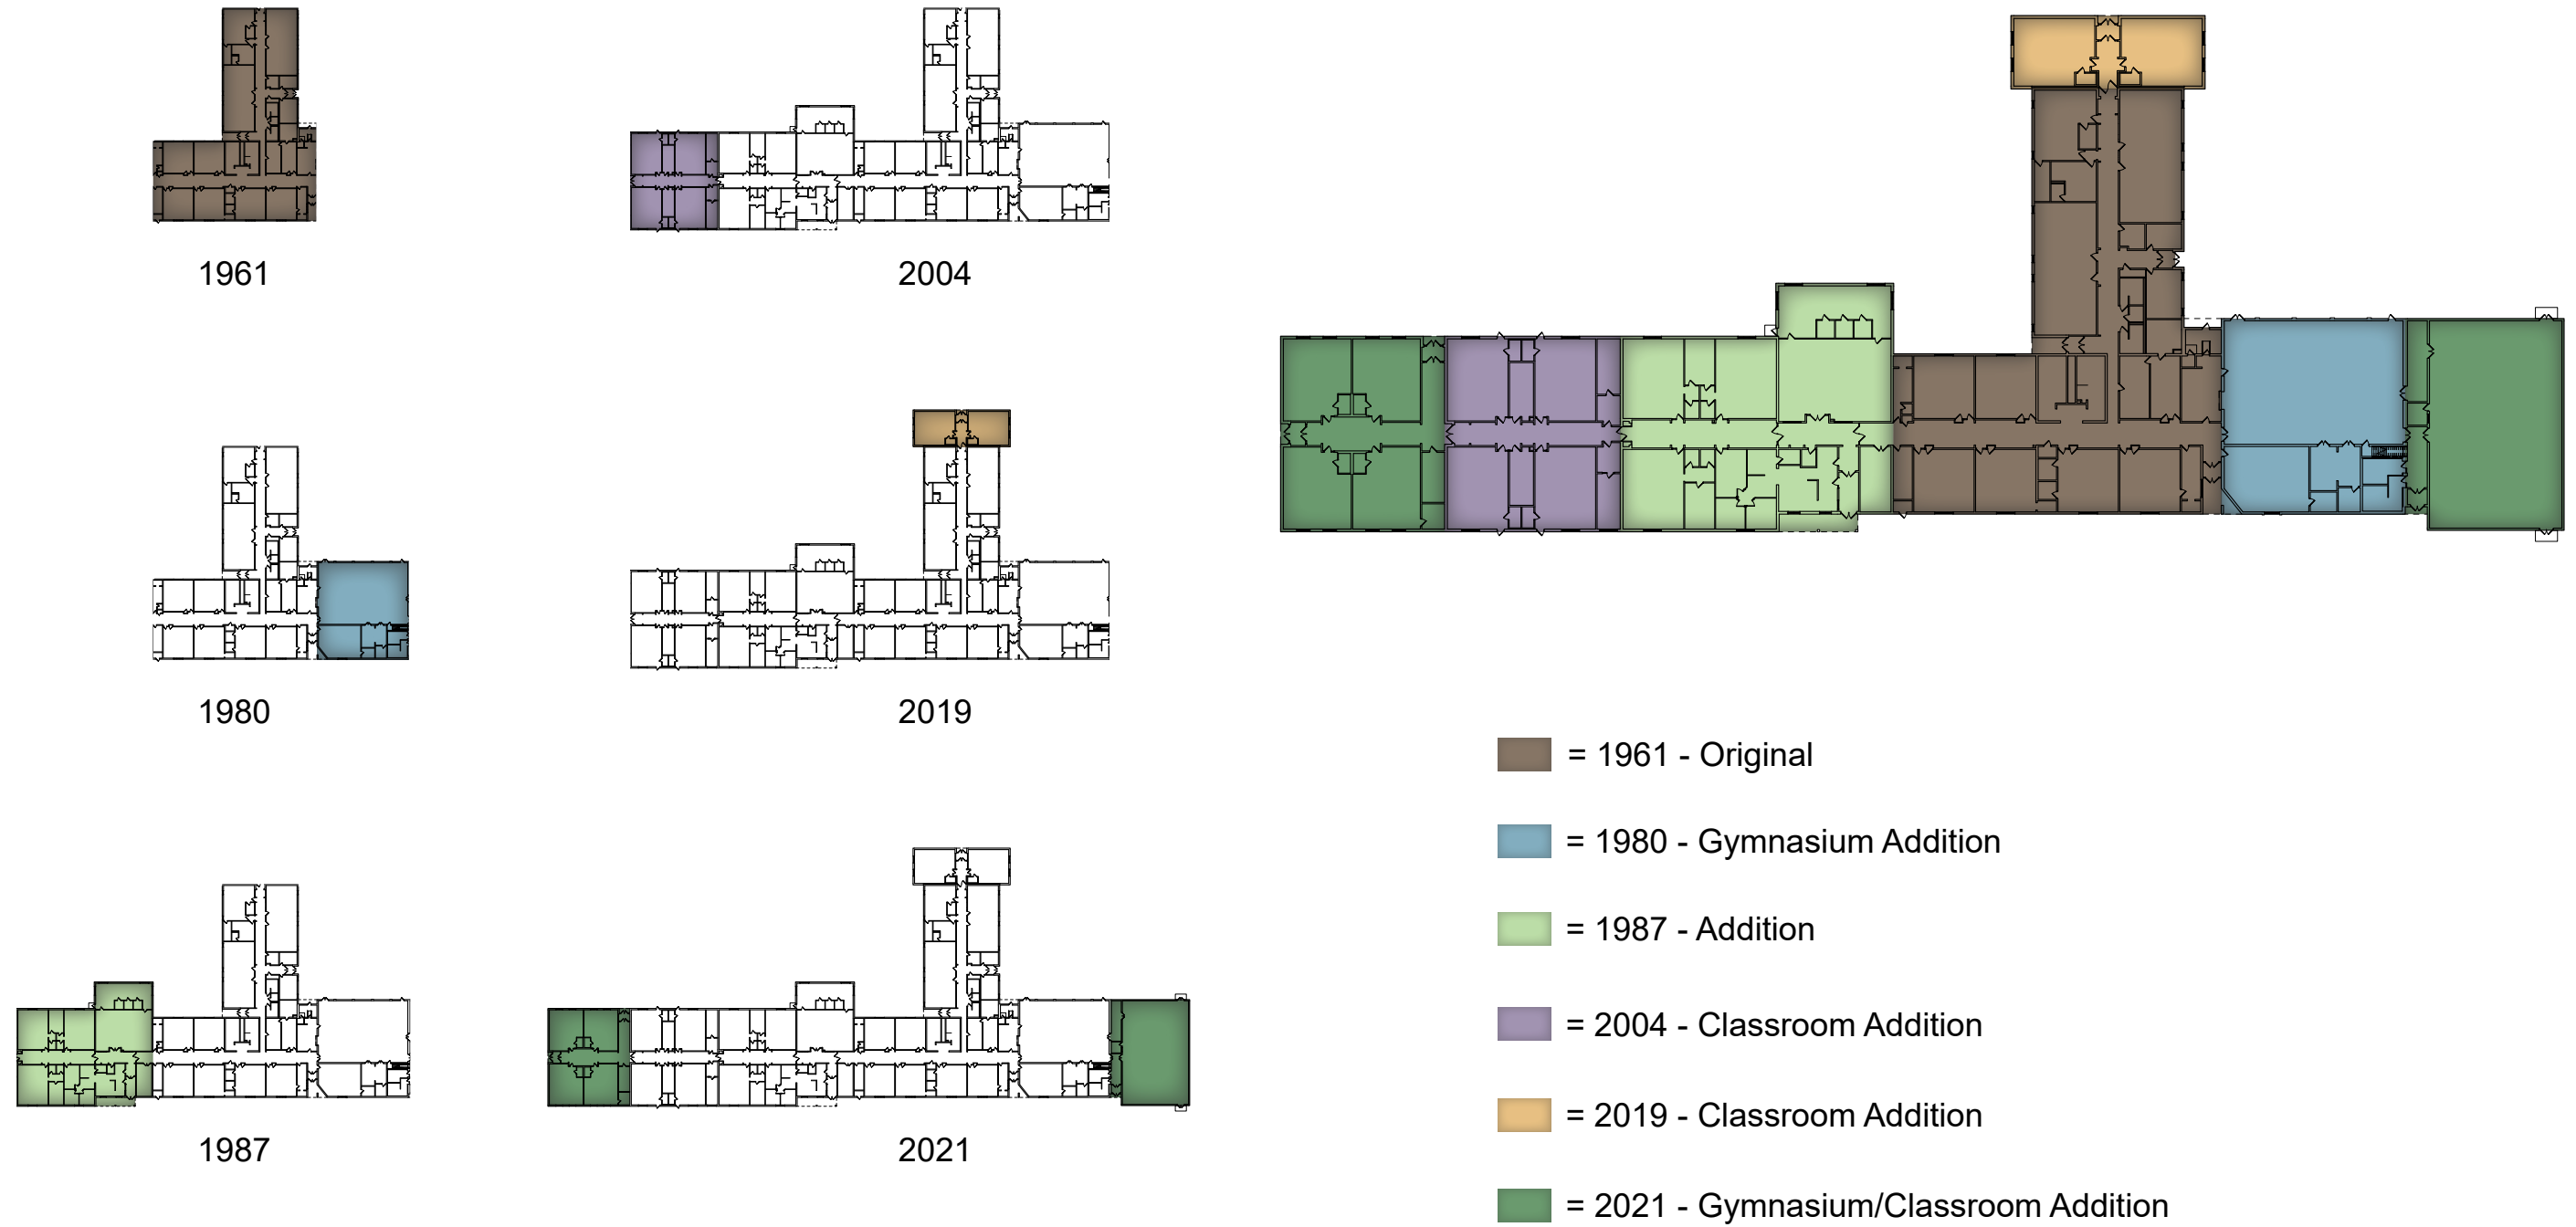 1961
2004
1980
2019
1987
2021
= 1961 - Original
= 1980 - Gymnasium Addition
= 1987 - Addition
= 2004 - Classroom Addition
= 2019 - Classroom Addition
= 2021 - Gymnasium/Classroom Addition